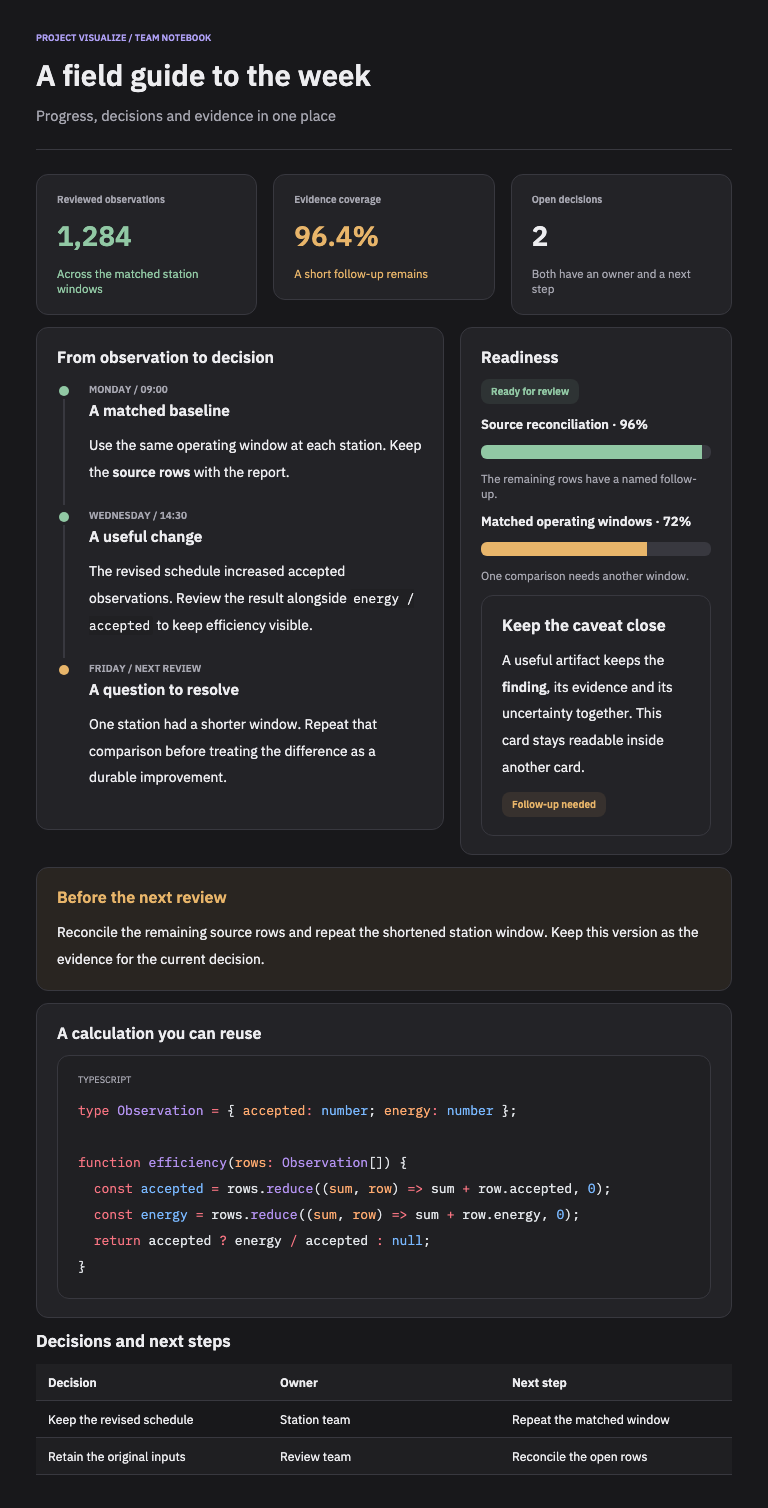 PROJECT VISUALIZE / TEAM NOTEBOOK
A field guide to the week
Progress, decisions and evidence in one place
Reviewed observations
1,284
Across the matched station
windows
Evidence coverage
96.4%
A short follow-up remains
Open decisions
2
Both have an owner and a next
step
From observation to decision
MONDAY / 09:00
A matched baseline
Use the same operating window at each station. Keep
the source rows with the report.
WEDNESDAY / 14:30
A useful change
The revised schedule increased accepted
observations. Review the result alongside energy /
accepted to keep efficiency visible.
FRIDAY / NEXT REVIEW
A question to resolve
One station had a shorter window. Repeat that
comparison before treating the difference as a
durable improvement.
Readiness
Ready for review
Source reconciliation · 96%
The remaining rows have a named follow-
up.
Matched operating windows · 72%
One comparison needs another window.
Keep the caveat close
A useful artifact keeps the
finding, its evidence and its
uncertainty together. This
card stays readable inside
another card.
Follow-up needed
Before the next review
Reconcile the remaining source rows and repeat the shortened station window. Keep this version as the
evidence for the current decision.
A calculation you can reuse
TYPESCRIPT
type Observation = { accepted: number; energy: number };
function efficiency(rows: Observation[]) {
  const accepted = rows.reduce((sum, row) => sum + row.accepted, 0);
  const energy = rows.reduce((sum, row) => sum + row.energy, 0);
  return accepted ? energy / accepted : null;
}
Decisions and next steps
Decision Owner Next step
Keep the revised schedule Station team Repeat the matched window
Retain the original inputs Review team Reconcile the open rows